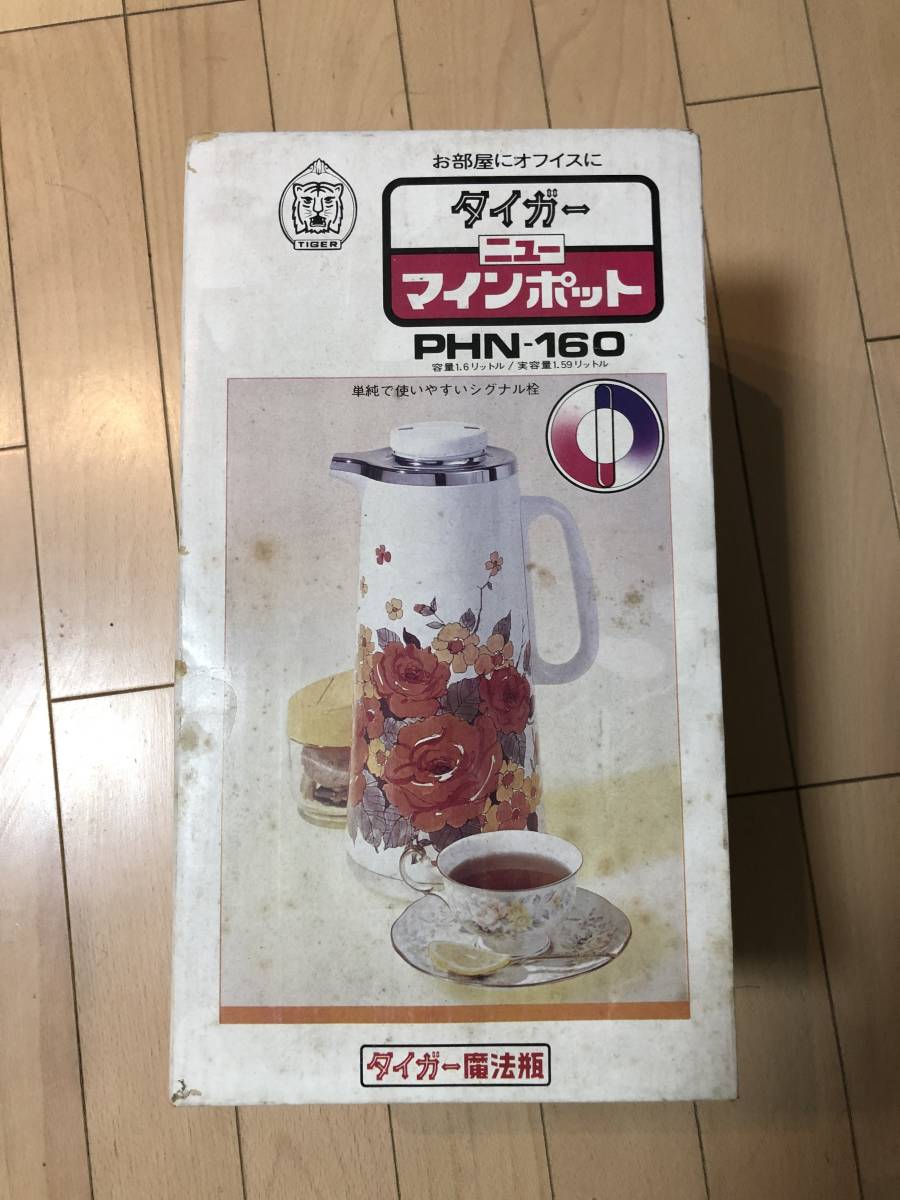 お部屋にオフイスに
TIGER
タイガー
ニュー
マインポット
PHN-160
容量1.6リットル / 実容量1.59リットル
単純で使いやすいシグナル栓
タイガー魔法瓶